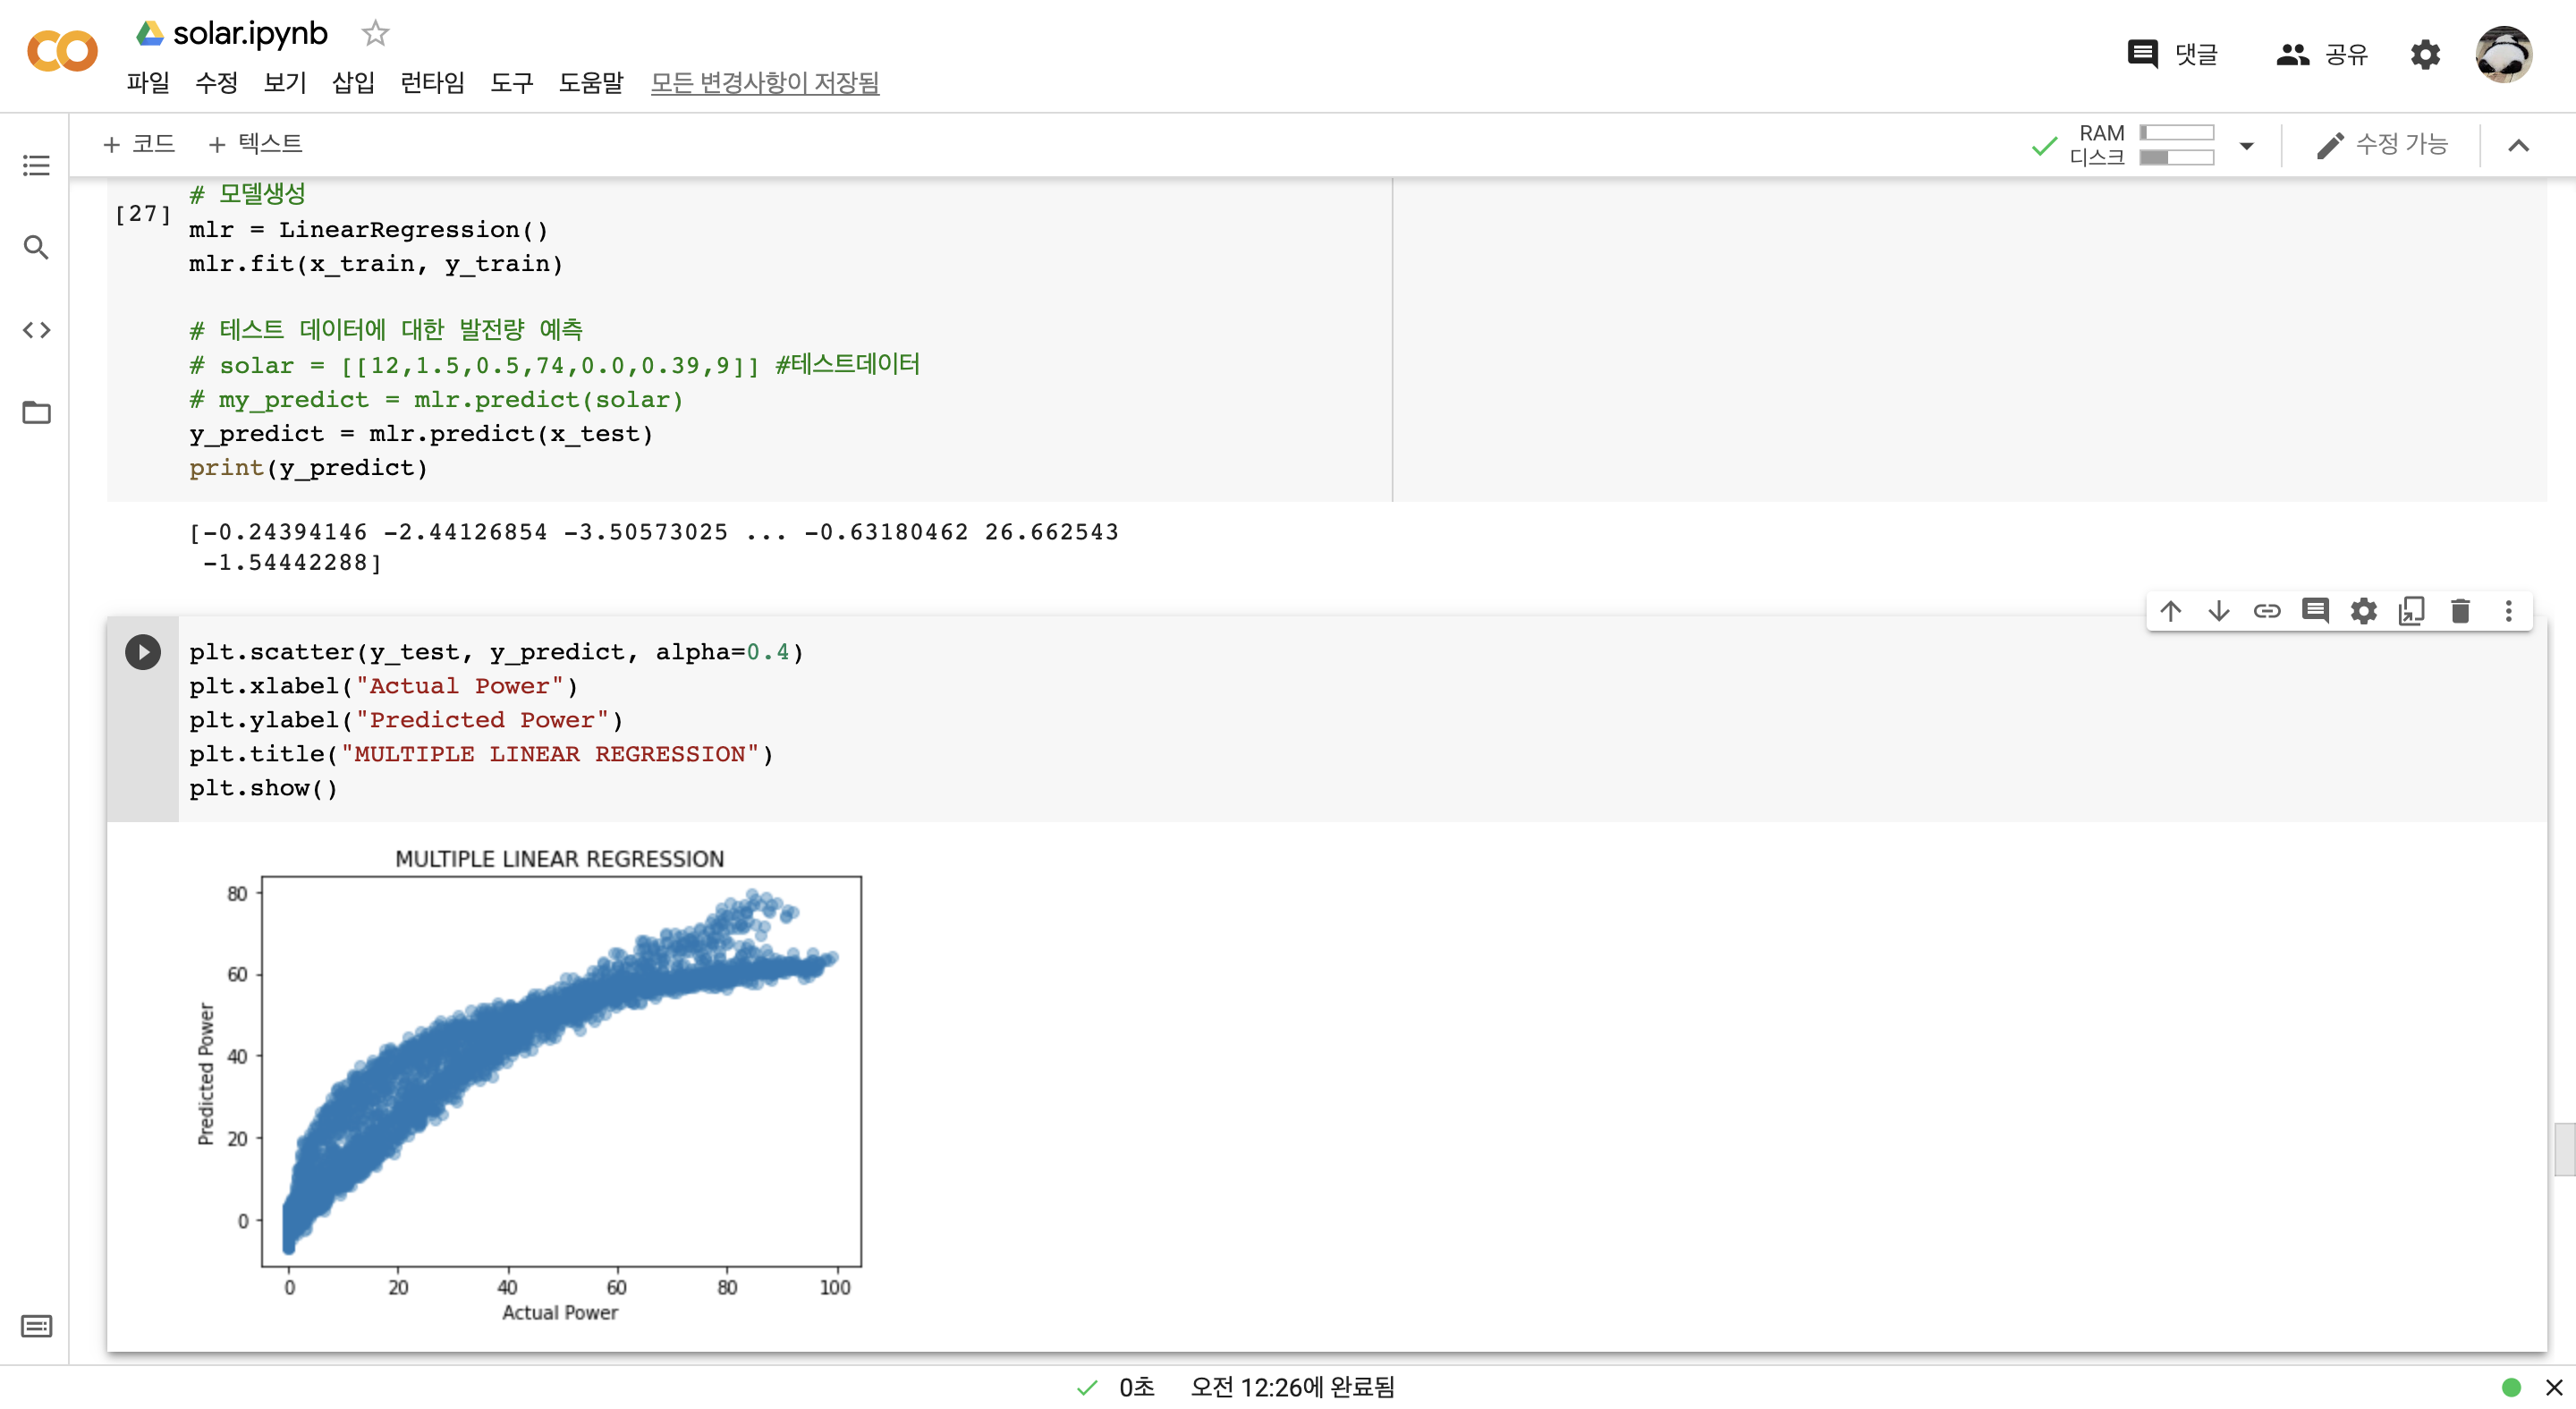 solar.ipynb
파일 수정 보기 삽입 런타임 도구 도움말 모든 변경사항이 저장됨
댓글 공유
+ 코드 + 텍스트
RAM
디스크
수정 가능
[27]
# 모델생성
mlr = LinearRegression()
mlr.fit(x_train, y_train)
# 테스트 데이터에 대한 발전량 예측
# solar = [[12,1.5,0.5,74,0.0,0.39,9]] #테스트데이터
# my_predict = mlr.predict(solar)
y_predict = mlr.predict(x_test)
print(y_predict)
[-0.24394146 -2.44126854 -3.50573025 ... -0.63180462 26.662543
-1.54442288]
plt.scatter(y_test, y_predict, alpha=0.4)
plt.xlabel("Actual Power")
plt.ylabel("Predicted Power")
plt.title("MULTIPLE LINEAR REGRESSION")
plt.show()
MULTIPLE LINEAR REGRESSION
80
60
40
20
0
Predicted Power
0 20 40 60 80 100
Actual Power
0초 오전 12:26에 완료됨